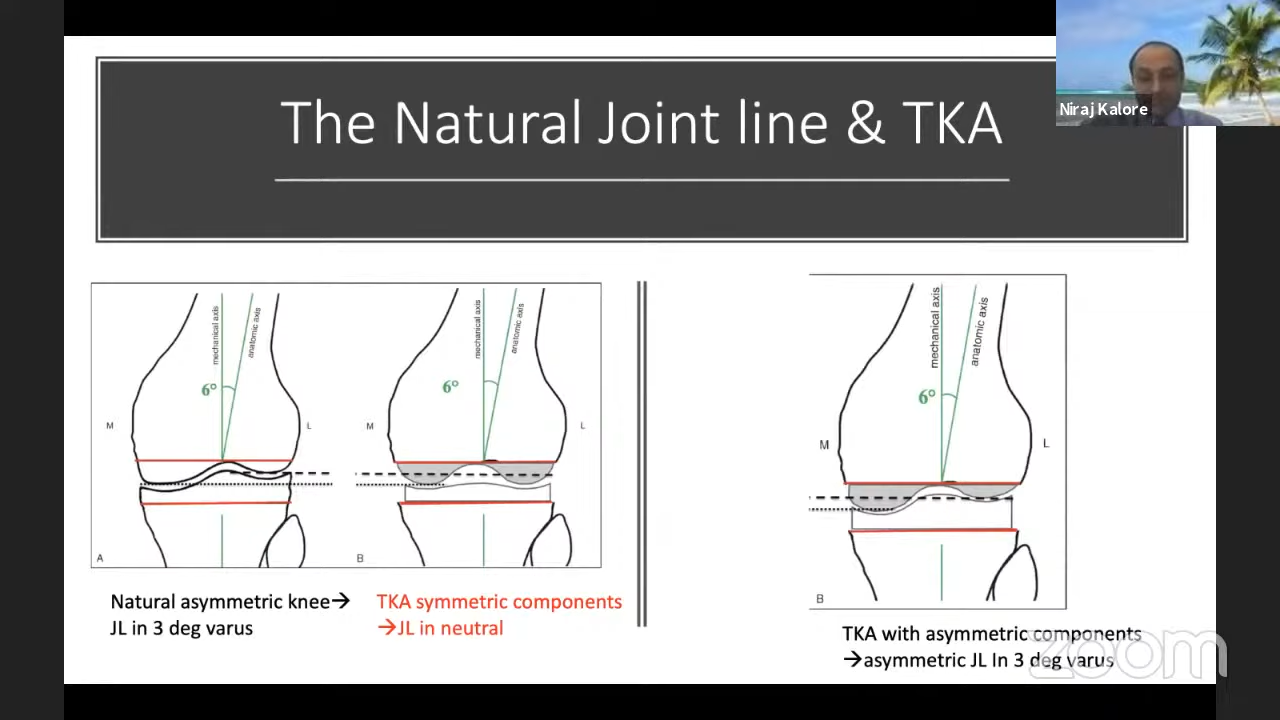 The Natural Joint line & TKA
Niraj Kalore
mechanical axis
anatomic axis
6°
M
L
A
mechanical axis
anatomic axis
6°
M
L
B
Natural asymmetric knee→
JL in 3 deg varus
TKA symmetric components
→JL in neutral
mechanical axis
anatomic axis
6°
M
L
B
TKA with asymmetric components
→asymmetric JL In 3 deg varus
zoom